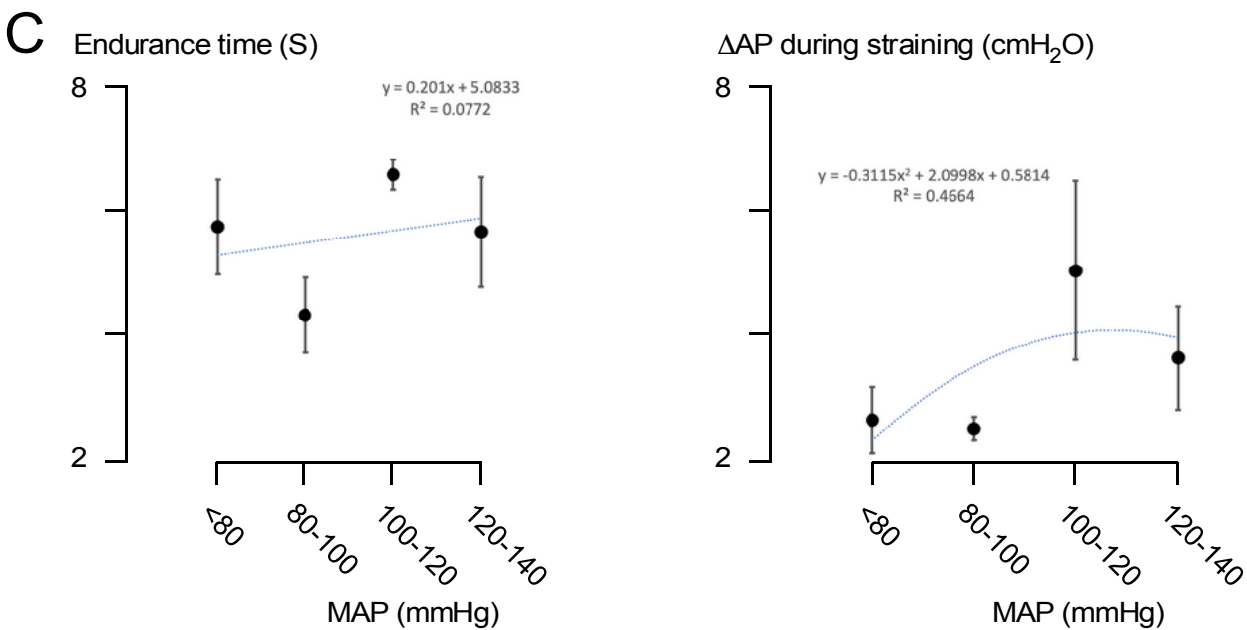 C
Endurance time (S)
8
y = 0.201x + 5.0833
R² = 0.0772
2
<80
80-100
100-120
120-140
MAP (mmHg)
ΔAP during straining (cmH₂O)
8
y = -0.3115x² + 2.0998x + 0.5814
R² = 0.4664
2
<80
80-100
100-120
120-140
MAP (mmHg)